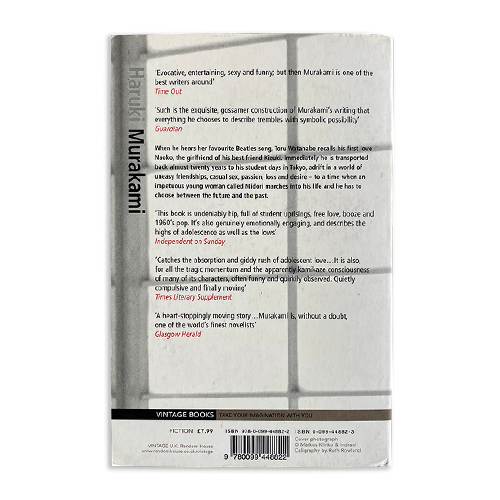 Haruki Murakami
'Evocative, entertaining, sexy and funny; but then Murakami is one of the
best writers around'
Time Out
'Such is the exquisite, gossamer construction of Murakami's writing that
everything he chooses to describe trembles with symbolic possibility'
Guardian
When he hears her favourite Beatles song, Toru Watanabe recalls his first love
Naoko, the girlfriend of his best friend Kizuki. Immediately he is transported
back almost twenty years to his student days in Tokyo, adrift in a world of
uneasy friendships, casual sex, passion, loss and desire – to a time when an
impetuous young woman called Midori marches into his life and he has to
choose between the future and the past.
'This book is undeniably hip, full of student uprisings, free love, booze and
1960's pop. It's also genuinely emotionally engaging, and describes the
highs of adolescence as well as the lows'
Independent on Sunday
'Catches the absorption and giddy rush of adolescent love...It is also,
for all the tragic momentum and the apparently kamikaze consciousness
of many of its characters, often funny and quirkily observed. Quietly
compulsive and finally moving'
Times Literary Supplement
'A heart-stoppingly moving story...Murakami is, without a doubt,
one of the world's finest novelists'
Glasgow Herald
VINTAGE BOOKS TAKE YOUR IMAGINATION WITH YOU
FICTION £7.99
ISBN 978-0-099-44882-2 ISBN 0-099-44882-3
VINTAGE U.K. Random House
www.randomhouse.co.uk/vintage
Cover photograph
© Markus Klinko & Indrani
Calligraphy by Ruth Rowland
9 780099 448822